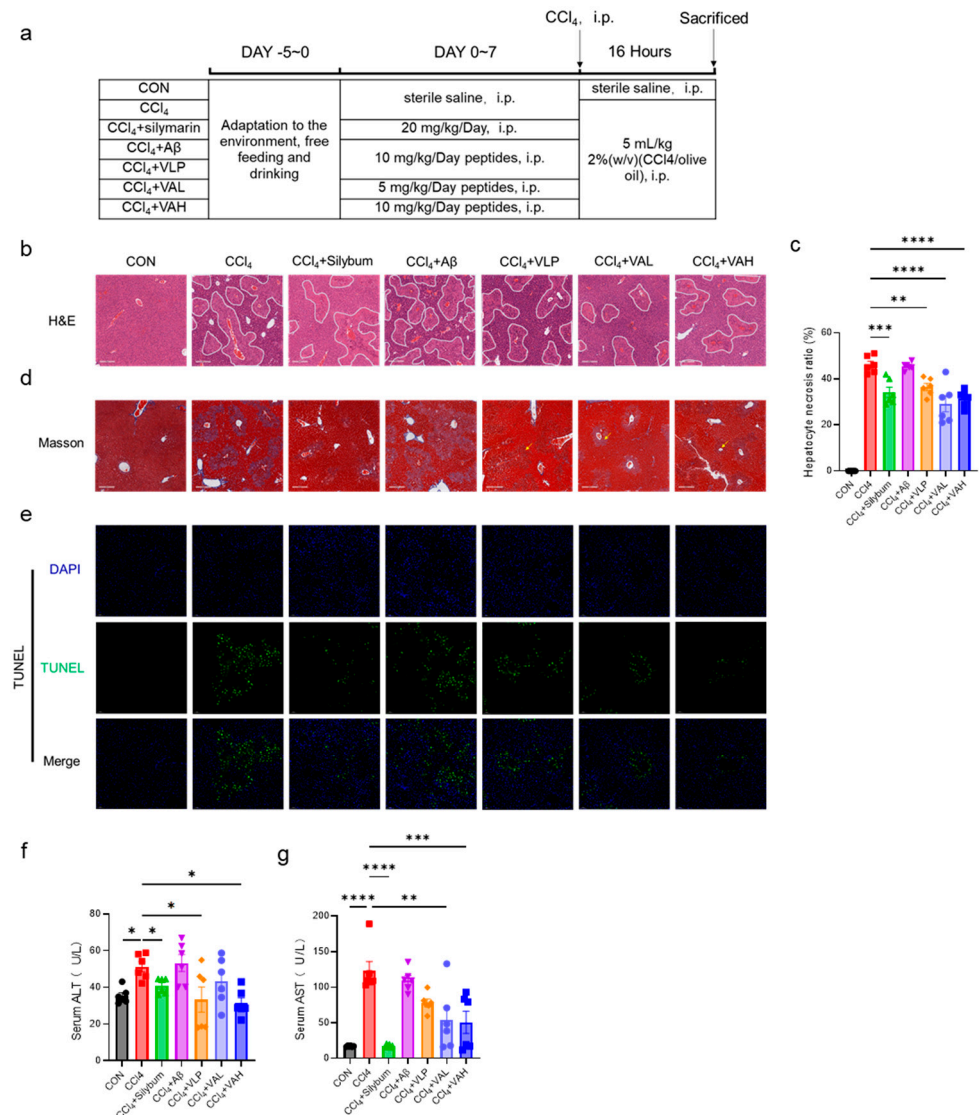 a
CCl₄, i.p.
Sacrificed
DAY -5~0
DAY 0~7
16 Hours
CON
CCl₄
CCl₄+silymarin
CCl₄+Aβ
CCl₄+VLP
CCl₄+VAL
CCl₄+VAH
Adaptation to the
environment, free
feeding and
drinking
sterile saline, i.p.
20 mg/kg/Day, i.p.
10 mg/kg/Day peptides, i.p.
5 mg/kg/Day peptides, i.p.
10 mg/kg/Day peptides, i.p.
sterile saline, i.p.
5 mL/kg
2%(w/v)(CCl4/olive
oil), i.p.
b
CON
CCl₄
CCl₄+Silybum
CCl₄+Aβ
CCl₄+VLP
CCl₄+VAL
CCl₄+VAH
H&E
d
Masson
c
****
****
**
***
Hepatocyte necrosis ratio (%)
60
40
20
0
CON
CCl4
CCl₄+Silybum
CCl₄+Aβ
CCl₄+VLP
CCl₄+VAL
CCl₄+VAH
e
TUNEL
DAPI
TUNEL
Merge
f
*
*
* *
Serum ALT ( U/L)
80
60
40
20
0
CON
CCl4
CCl₄+Silybum
CCl₄+Aβ
CCl₄+VLP
CCl₄+VAL
CCl₄+VAH
g
***
****
**** **
Serum AST ( U/L)
200
150
100
50
0
CON
CCl4
CCl₄+Silybum
CCl₄+Aβ
CCl₄+VLP
CCl₄+VAL
CCl₄+VAH